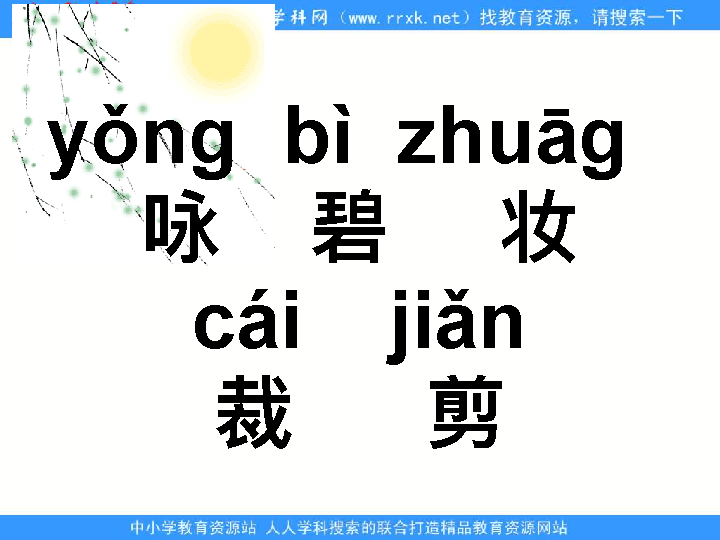 学科网（www.rrxk.net）找教育资源，请搜索一下
yǒng bì zhuāg
咏 碧 妆
cái jiǎn
裁 剪
中小学教育资源站 人人学科搜索的联合打造精品教育资源网站